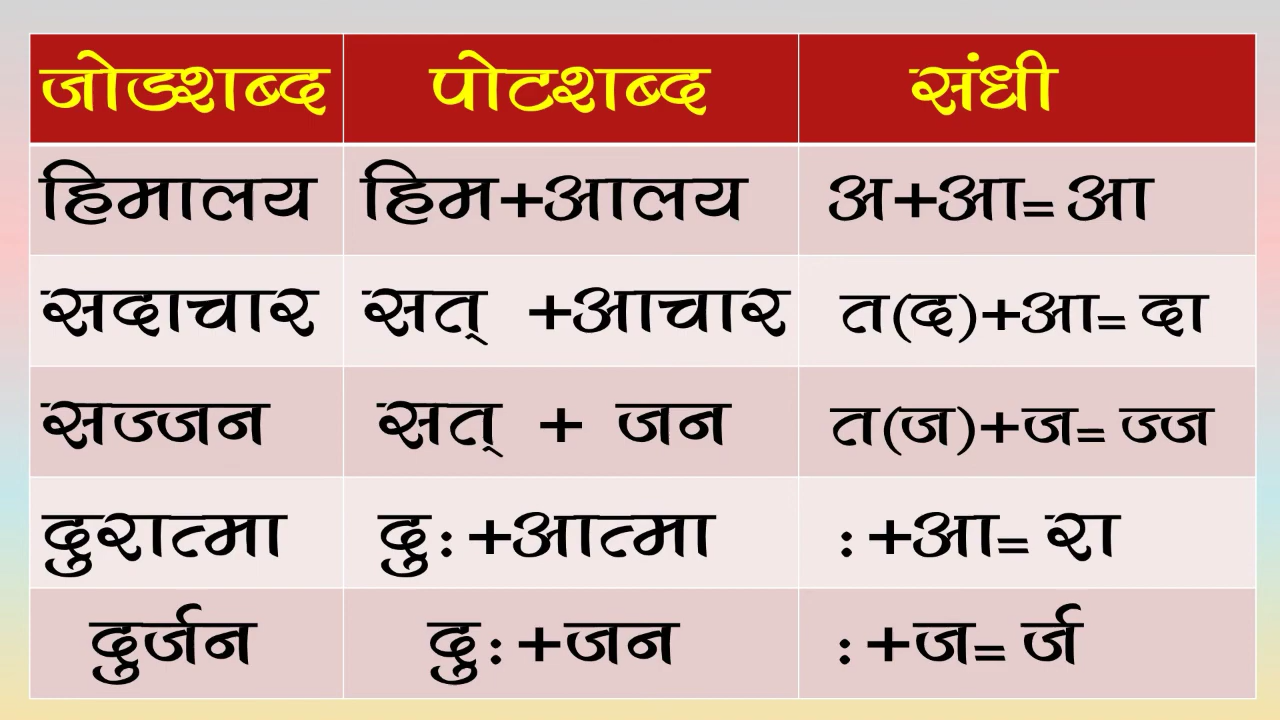 जोडशब्द पोटशब्द संधी
हिमालय हिम+आलय अ+आ= आ
सदाचार सत् +आचार त(द)+आ= दा
सज्जन सत् + जन त(ज)+ज= ज्ज
दुरात्मा दु: +आत्मा : +आ= रा
दुर्जन दु: +जन : +ज= र्ज